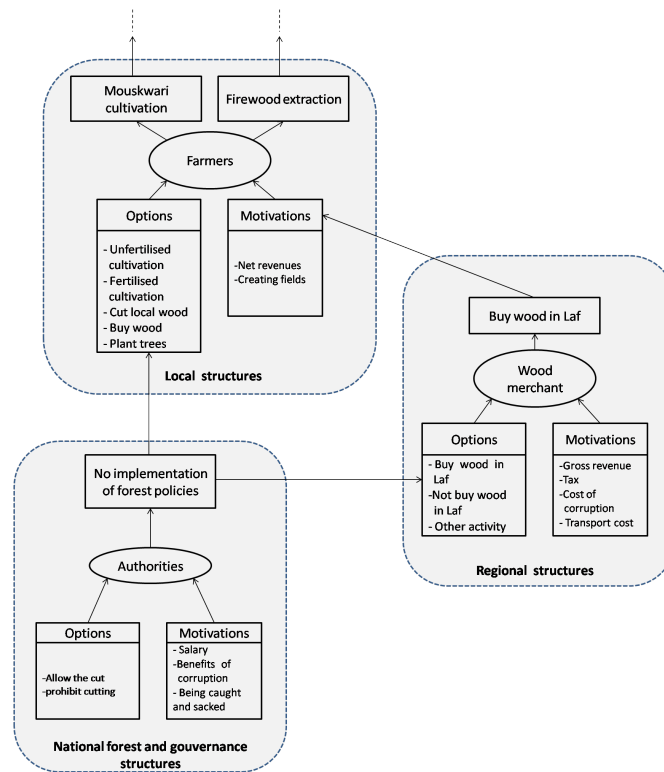 Mouskwari
cultivation
Firewood extraction
Farmers
Options
- Unfertilised
cultivation
- Fertilised
cultivation
- Cut local wood
- Buy wood
- Plant trees
Motivations
-Net revenues
-Creating fields
Local structures
Buy wood in Laf
Wood
merchant
Options
- Buy wood in
Laf
-Not buy wood
in Laf
- Other activity
Motivations
-Gross revenue
-Tax
-Cost of
corruption
- Transport cost
Regional structures
No implementation
of forest policies
Authorities
Options
-Allow the cut
-prohibit cutting
Motivations
- Salary
-Benefits of
corruption
- Being caught
and sacked
National forest and gouvernance
structures